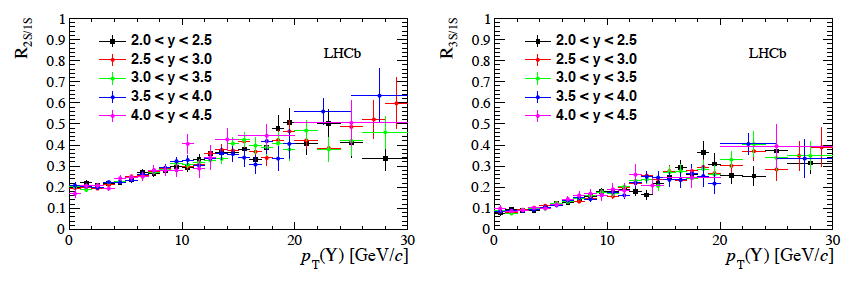 R2S/1S
1
0.9
0.8
0.7
0.6
0.5
0.4
0.3
0.2
0.1
0
2.0 < y < 2.5
2.5 < y < 3.0
3.0 < y < 3.5
3.5 < y < 4.0
4.0 < y < 4.5
LHCb
0 10 20 30
pT(Υ) [GeV/c]
R3S/1S
1
0.9
0.8
0.7
0.6
0.5
0.4
0.3
0.2
0.1
0
2.0 < y < 2.5
2.5 < y < 3.0
3.0 < y < 3.5
3.5 < y < 4.0
4.0 < y < 4.5
LHCb
0 10 20 30
pT(Υ) [GeV/c]